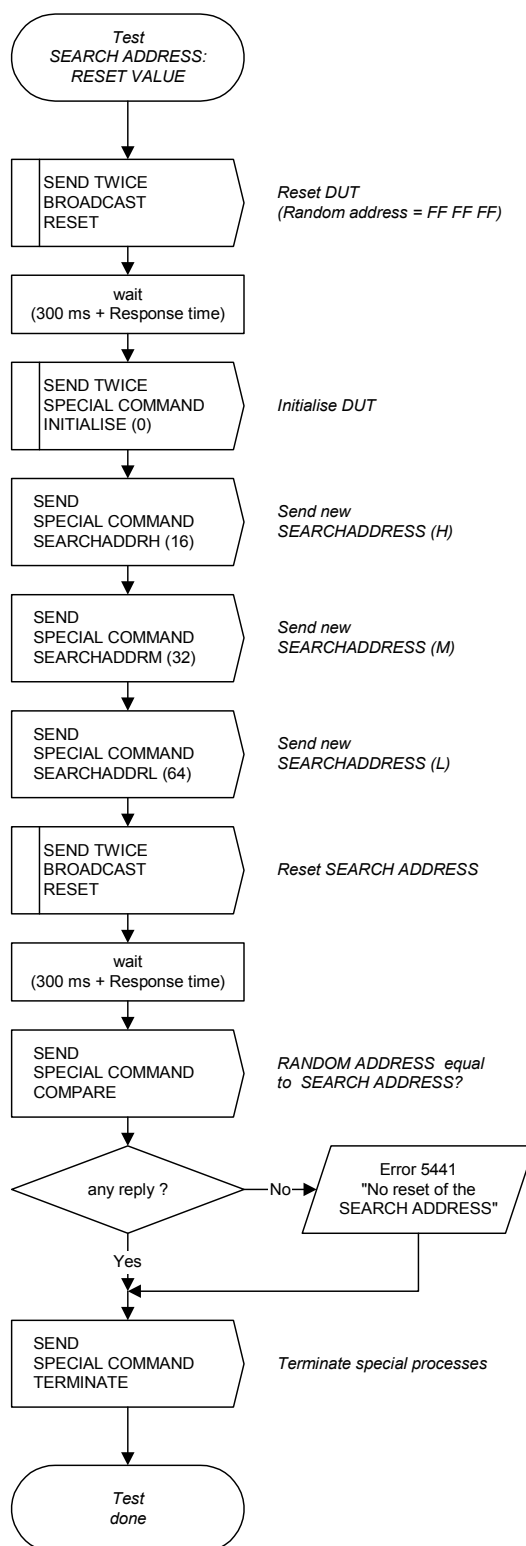 Test
SEARCH ADDRESS:
RESET VALUE
SEND TWICE
BROADCAST
RESET
Reset DUT
(Random address = FF FF FF)
wait
(300 ms + Response time)
SEND TWICE
SPECIAL COMMAND
INITIALISE (0)
Initialise DUT
SEND
SPECIAL COMMAND
SEARCHADDRH (16)
Send new
SEARCHADDRESS (H)
SEND
SPECIAL COMMAND
SEARCHADDRM (32)
Send new
SEARCHADDRESS (M)
SEND
SPECIAL COMMAND
SEARCHADDRL (64)
Send new
SEARCHADDRESS (L)
SEND TWICE
BROADCAST
RESET
Reset SEARCH ADDRESS
wait
(300 ms + Response time)
SEND
SPECIAL COMMAND
COMPARE
RANDOM ADDRESS equal
to SEARCH ADDRESS?
any reply ?
No
Error 5441
"No reset of the
SEARCH ADDRESS"
Yes
SEND
SPECIAL COMMAND
TERMINATE
Terminate special processes
Test
done